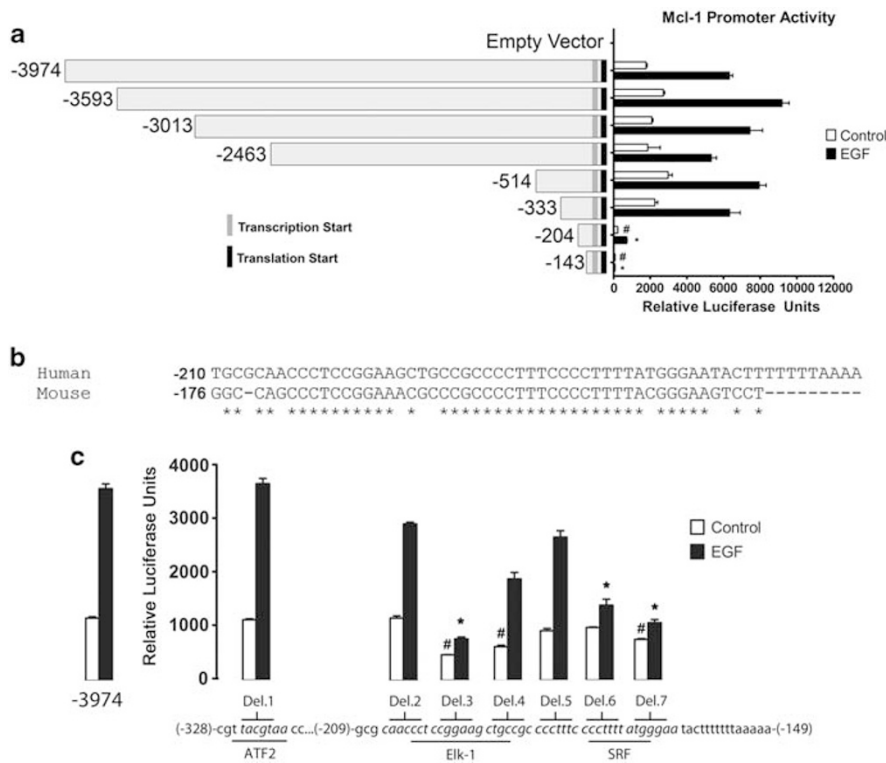 a
Mcl-1 Promoter Activity
Empty Vector
-3974
-3593
-3013
-2463
-514
-333
-204
-143
#
*
#
*
Control
EGF
Transcription Start
Translation Start
0 2000 4000 6000 8000 10000 12000
Relative Luciferase Units
b
Human -210 TGCGCAACCCTCCGGAAGCTGCCGCCCCTTTCCCCTTTTATGGGAATACTTTTTTTAAAA
Mouse -176 GGC-CAGCCCTCCGGAAACGCCCGCCCCTTTCCCCTTTTACGGGAAGTCCT----------
** ** ********** * ******************** ***** * *
c
Relative Luciferase Units
4000
3000
2000
1000
0
Control
EGF
# * # * # *
-3974
Del.1 Del.2 Del.3 Del.4 Del.5 Del.6 Del.7
(-328)-cgt tacgtaa cc...(-209)-gcg caaccct ccggaag ctgccgc cccttтc cccttttt atgggaa tactttttttaaaaa-(-149)
ATF2 Elk-1 SRF